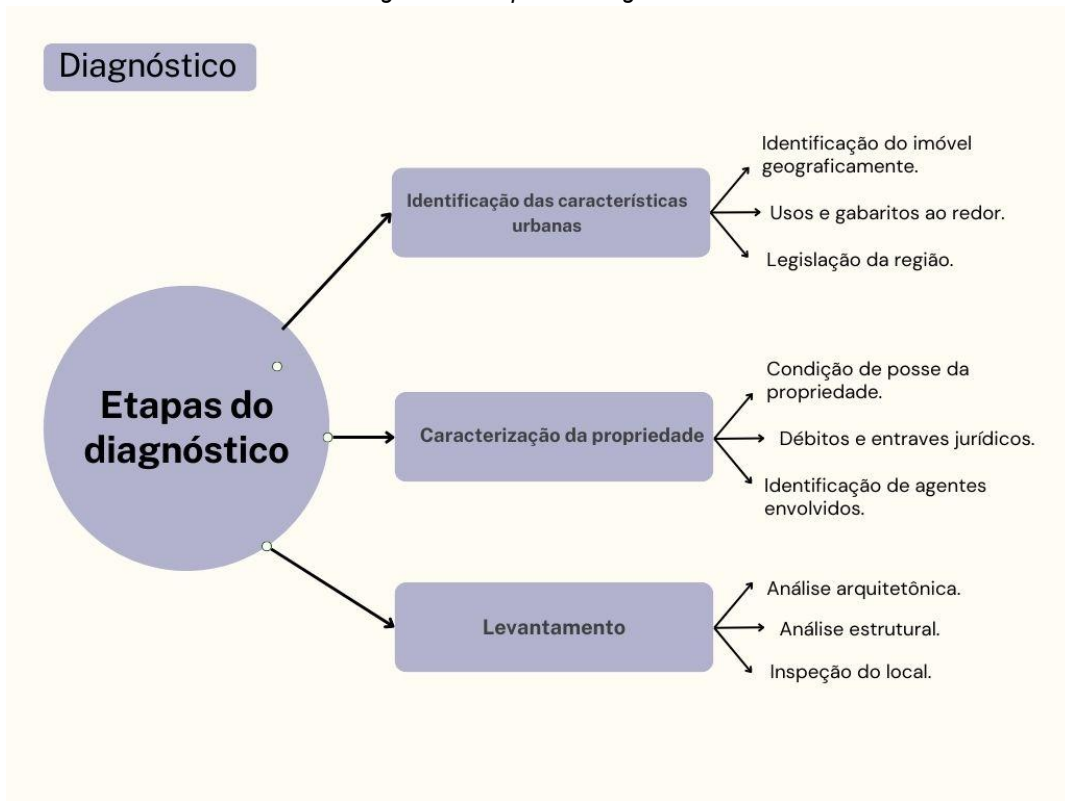 Diagnóstico
Identificação do imóvel
geograficamente.
Identificação das características
urbanas
Usos e gabaritos ao redor.
Legislação da região.
Etapas do
diagnóstico
Condição de posse da
propriedade.
Caracterização da propriedade
Débitos e entraves jurídicos.
Identificação de agentes
envolvidos.
Levantamento
Análise arquitetônica.
Análise estrutural.
Inspeção do local.